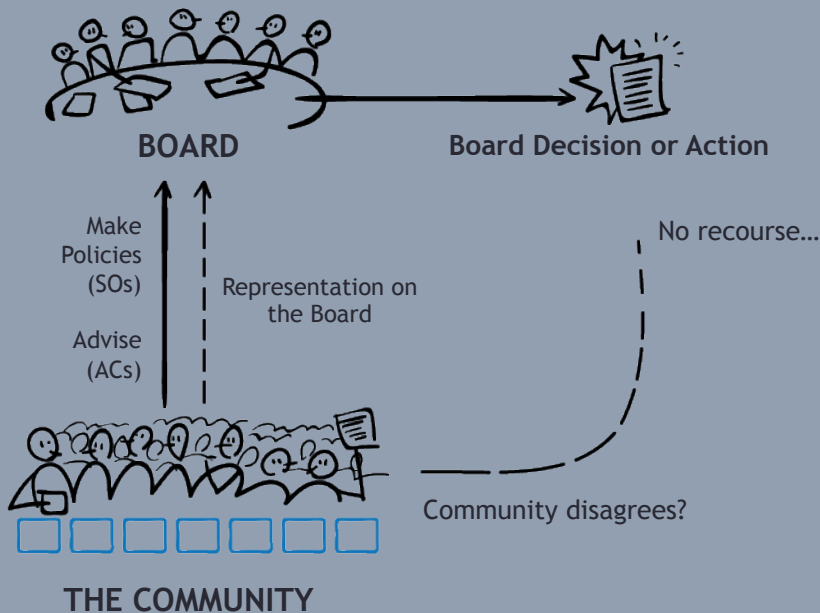 BOARD
Board Decision or Action
Make
Policies
(SOs)
Advise
(ACs)
Representation on
the Board
No recourse…
Community disagrees?
THE COMMUNITY